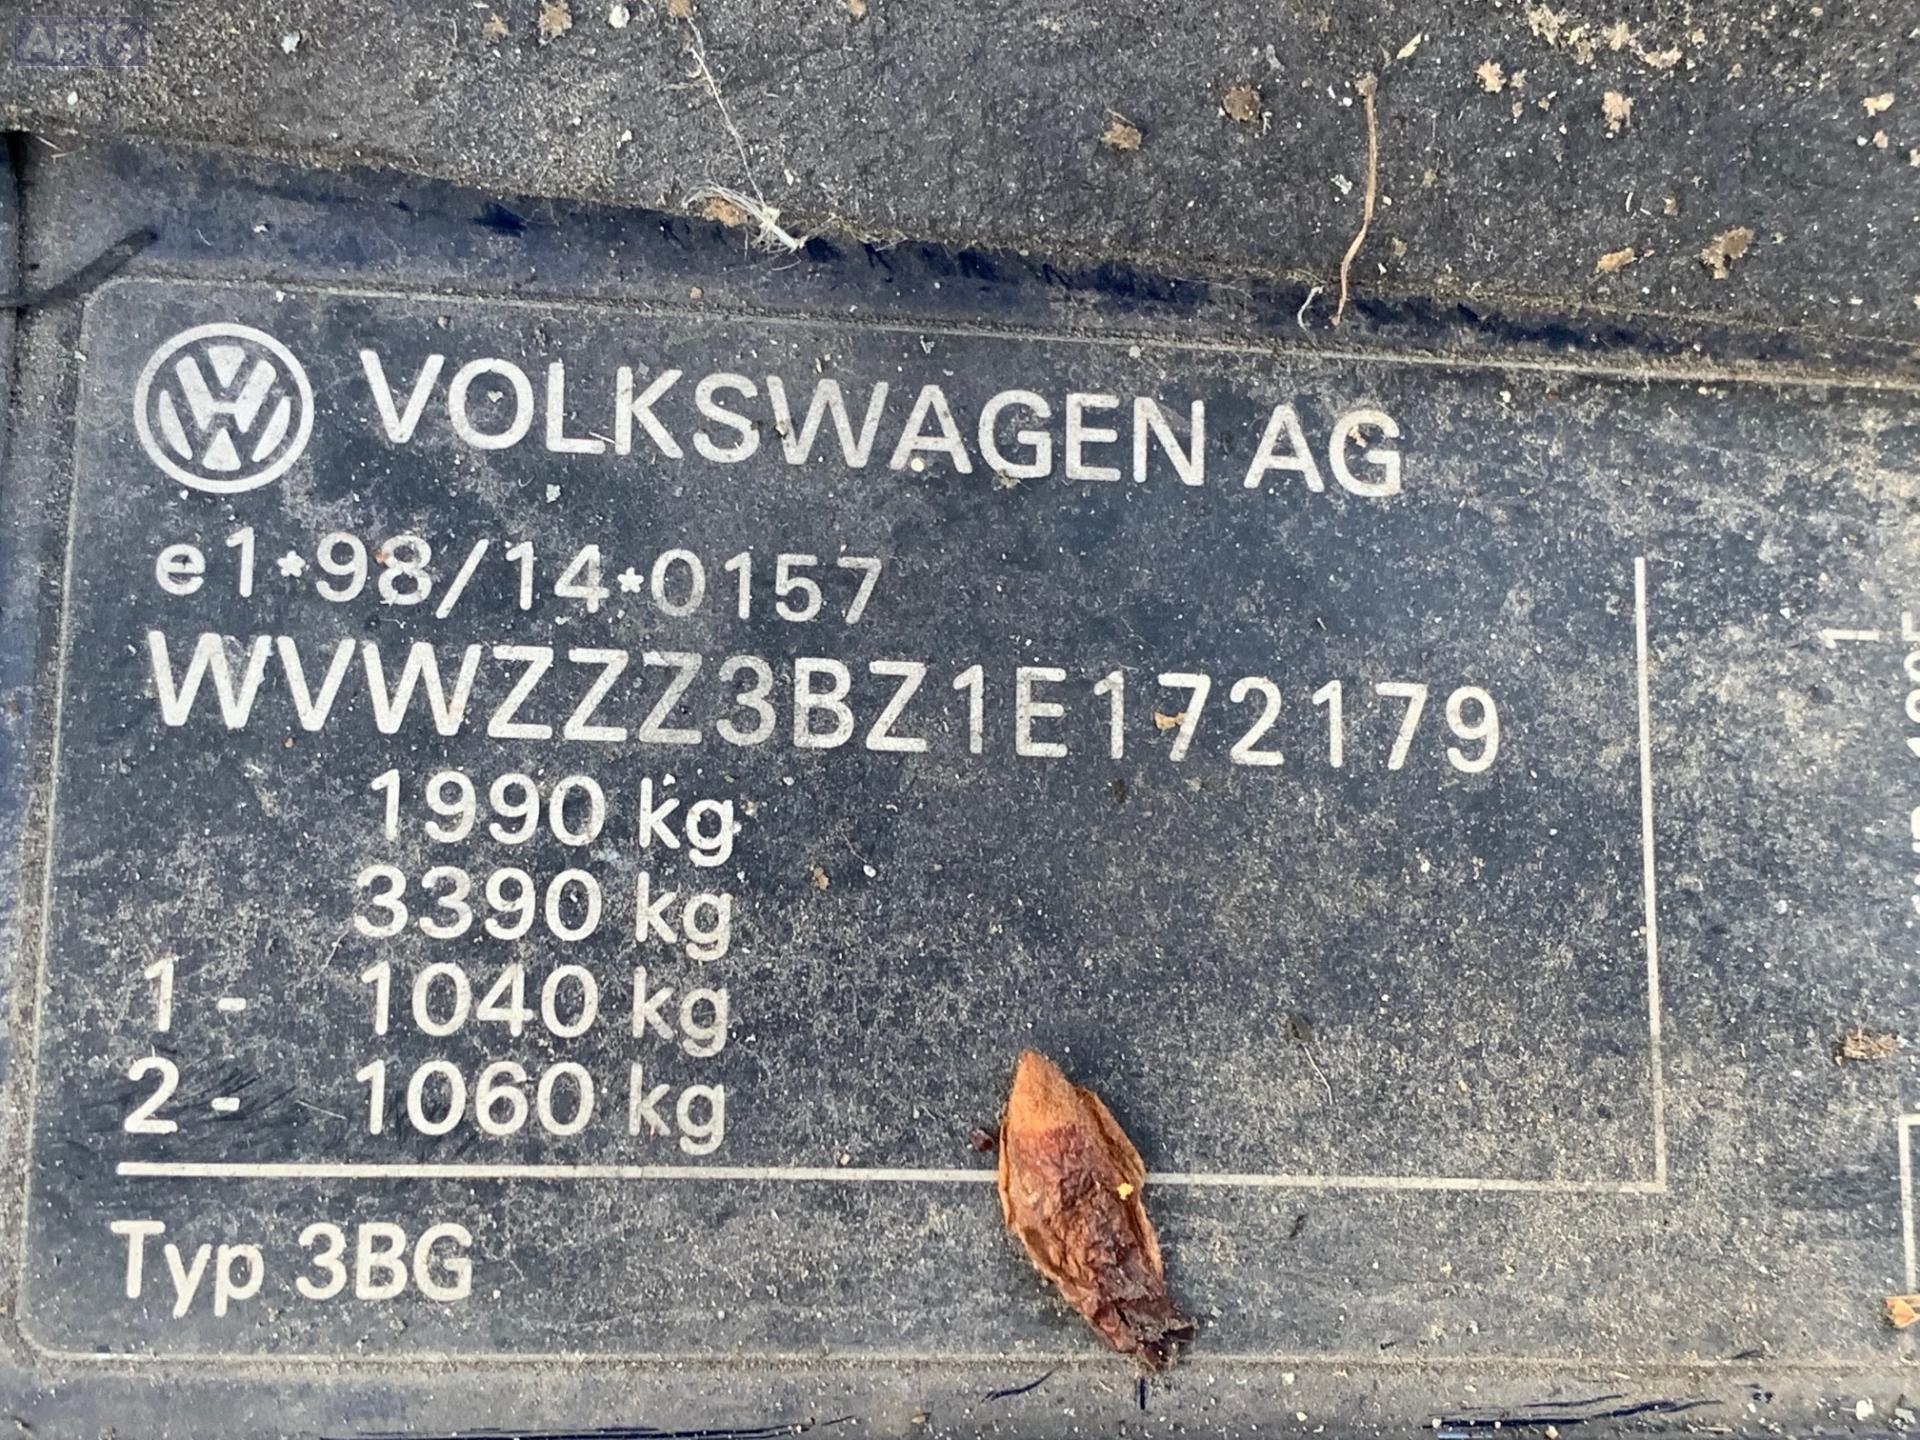 VOLKSWAGEN AG
e1*98/14*0157
WVWZZZ3BZ1E172179
1990 kg
3390 kg
1- 1040 kg
2- 1060 kg
Typ 3BG